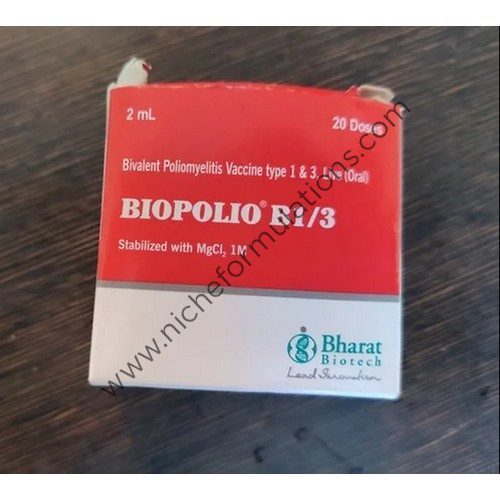 2 mL 20 Doses
Bivalent Poliomyelitis Vaccine type 1 & 3, Live (Oral)
BIOPOLIO® B1/3
Stabilized with MgCl₂ 1M
Bharat
Biotech
Lead Innovation
www.nicheformulations.com